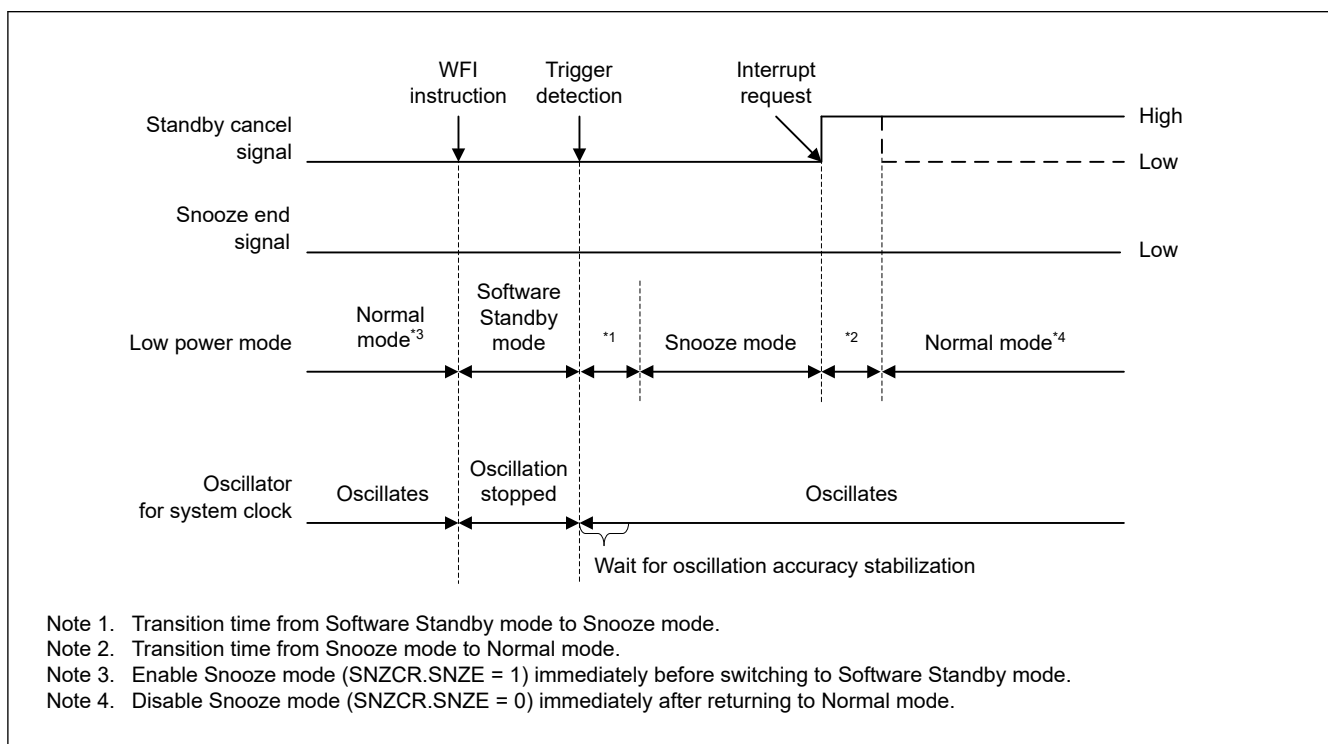 WFI
instruction
Trigger
detection
Interrupt
request
Standby cancel
signal
High
Low
Snooze end
signal
Low
Low power mode
Normal
mode*3
Software
Standby
mode
*1
Snooze mode
*2
Normal mode*4
Oscillator
for system clock
Oscillates
Oscillation
stopped
Oscillates
Wait for oscillation accuracy stabilization
Note 1. Transition time from Software Standby mode to Snooze mode.
Note 2. Transition time from Snooze mode to Normal mode.
Note 3. Enable Snooze mode (SNZCR.SNZE = 1) immediately before switching to Software Standby mode.
Note 4. Disable Snooze mode (SNZCR.SNZE = 0) immediately after returning to Normal mode.